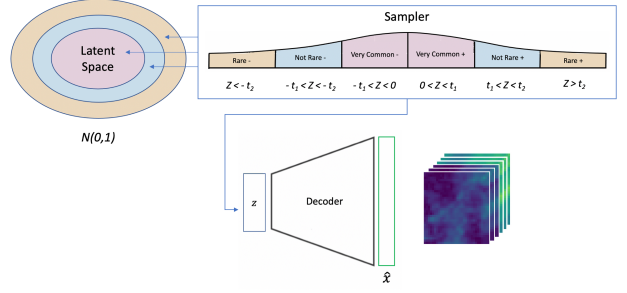 Sampler
Latent
Space
Rare -
Not Rare -
Very Common -
Very Common +
Not Rare +
Rare +
Z < - t₂
- t₁ < Z < - t₂
- t₁ < Z < 0
0 < Z < t₁
t₁ < Z < t₂
Z > t₂
N(0,1)
z
Decoder
x̂